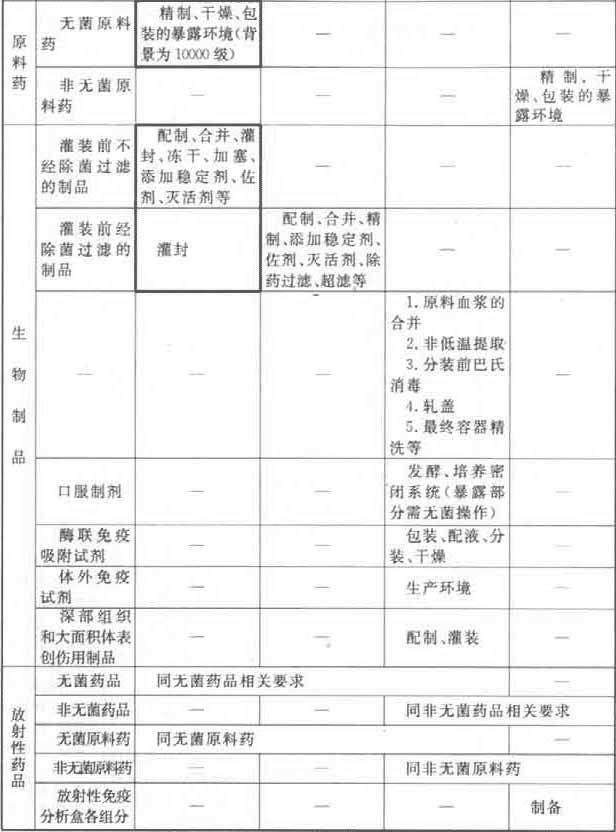 原料药
无菌原料
药
精制、干燥、包
装的暴露环境(背
景为 10000 级)
—
—
—
非无菌原
料药
—
—
—
精制、干
燥、包装的暴
露环境
生物制品
灌装前不
经除菌过滤
的制品
配制、合并、灌
封、冻干、加塞、
添加稳定剂、佐
剂、灭活剂等
—
—
—
灌装前经
除菌过滤的
制品
灌封
配制、合并、精
制、添加稳定剂、
佐剂、灭活剂、除
药过滤、超滤等
—
—
—
—
—
1.原料血浆的
合并
2.非低温提取
3.分装前巴氏
消毒
4.轧盖
5.最终容器精
洗等
—
口服制剂
—
—
发酵、培养密
闭系统(暴露部
分需无菌操作)
—
酶联免疫
吸附试剂
—
—
包装、配液、分
装、干燥
—
体外免疫
试剂
—
—
生产环境
—
深部组织
和大面积体表
创伤用制品
—
—
配制、灌装
—
放射性药品
无菌药品
同无菌药品相关要求
—
非无菌药品
—
—
同非无菌药品相关要求
无菌原料药
同无菌原料药
—
非无菌原料药
—
—
同非无菌原料药
放射性免疫
分析盒各组分
—
—
—
制备